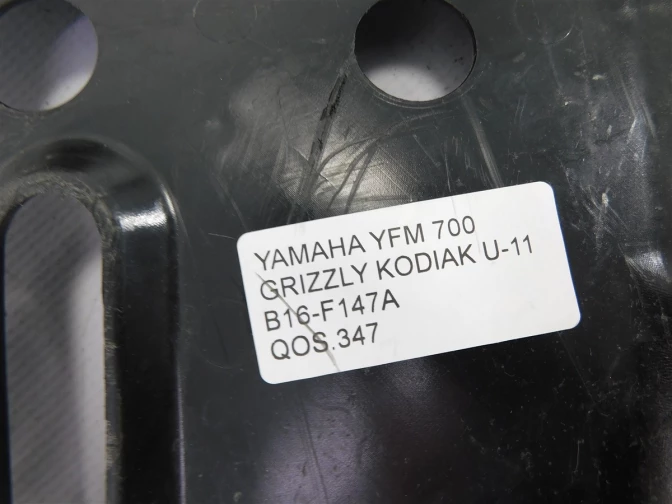 YAMAHA YFM 700
GRIZZLY KODIAK U-11
B16-F147A
QOS.347